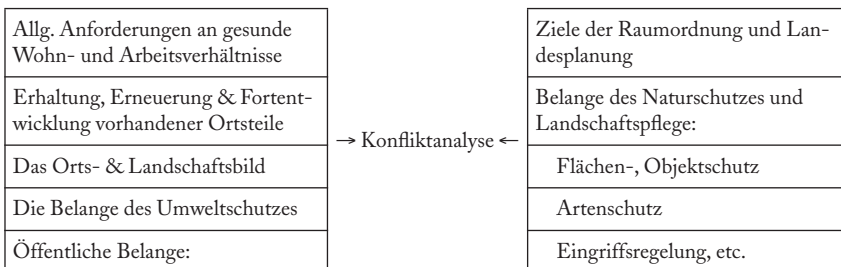 Allg. Anforderungen an gesunde
Wohn- und Arbeitsverhältnisse
Erhaltung, Erneuerung & Fortent-
wicklung vorhandener Ortsteile
Das Orts- & Landschaftsbild
Die Belange des Umweltschutzes
Öffentliche Belange:
→ Konfliktanalyse ←
Ziele der Raumordnung und Lan-
desplanung
Belange des Naturschutzes und
Landschaftspflege:
Flächen-, Objektschutz
Artenschutz
Eingriffsregelung, etc.